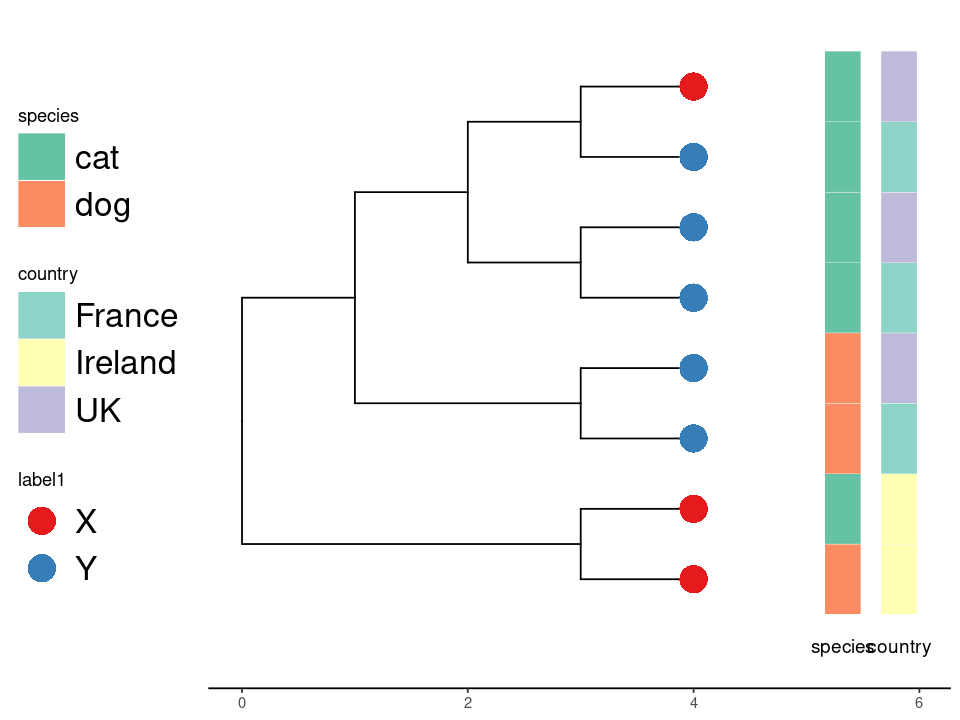 species
cat
dog
country
France
Ireland
UK
label1
X
Y
species country
0 2 4 6